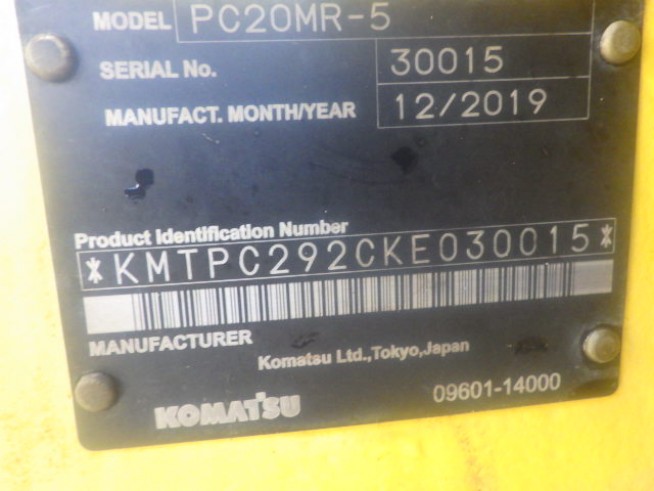 MODEL PC20MR-5
SERIAL No. 30015
MANUFACT. MONTH/YEAR 12/2019
Product Identification Number
*KMTPC292CKE030015*
MANUFACTURER
Komatsu Ltd.,Tokyo,Japan
KOMATSU 09601-14000